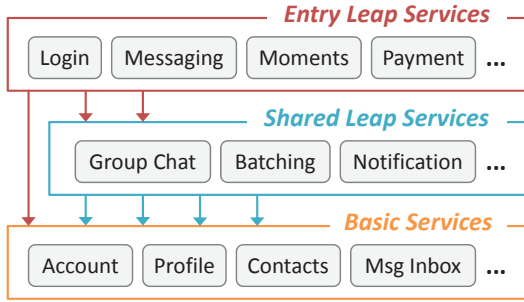 Entry Leap Services
Login Messaging Moments Payment ...
Shared Leap Services
Group Chat Batching Notification ...
Basic Services
Account Profile Contacts Msg Inbox ...